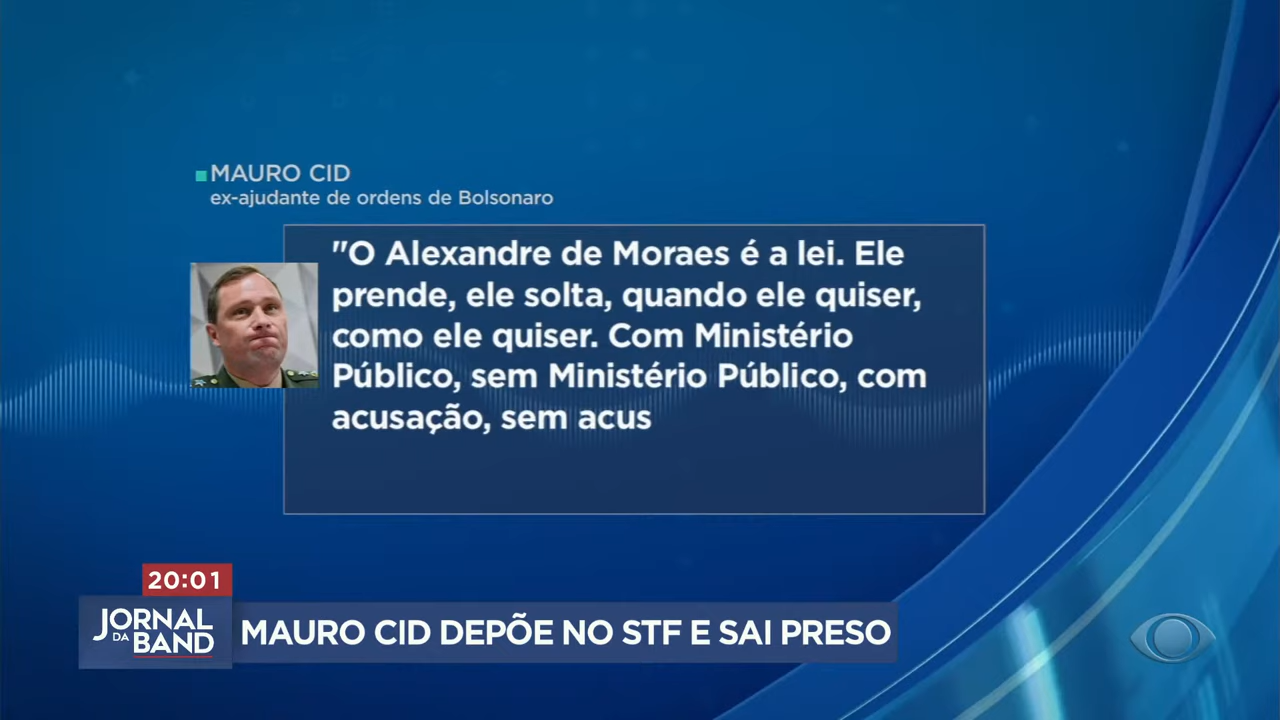 MAURO CID
ex-ajudante de ordens de Bolsonaro
"O Alexandre de Moraes é a lei. Ele
prende, ele solta, quando ele quiser,
como ele quiser. Com Ministério
Público, sem Ministério Público, com
acusação, sem acus
20:01
JORNAL
DA BAND
MAURO CID DEPÕE NO STF E SAI PRESO